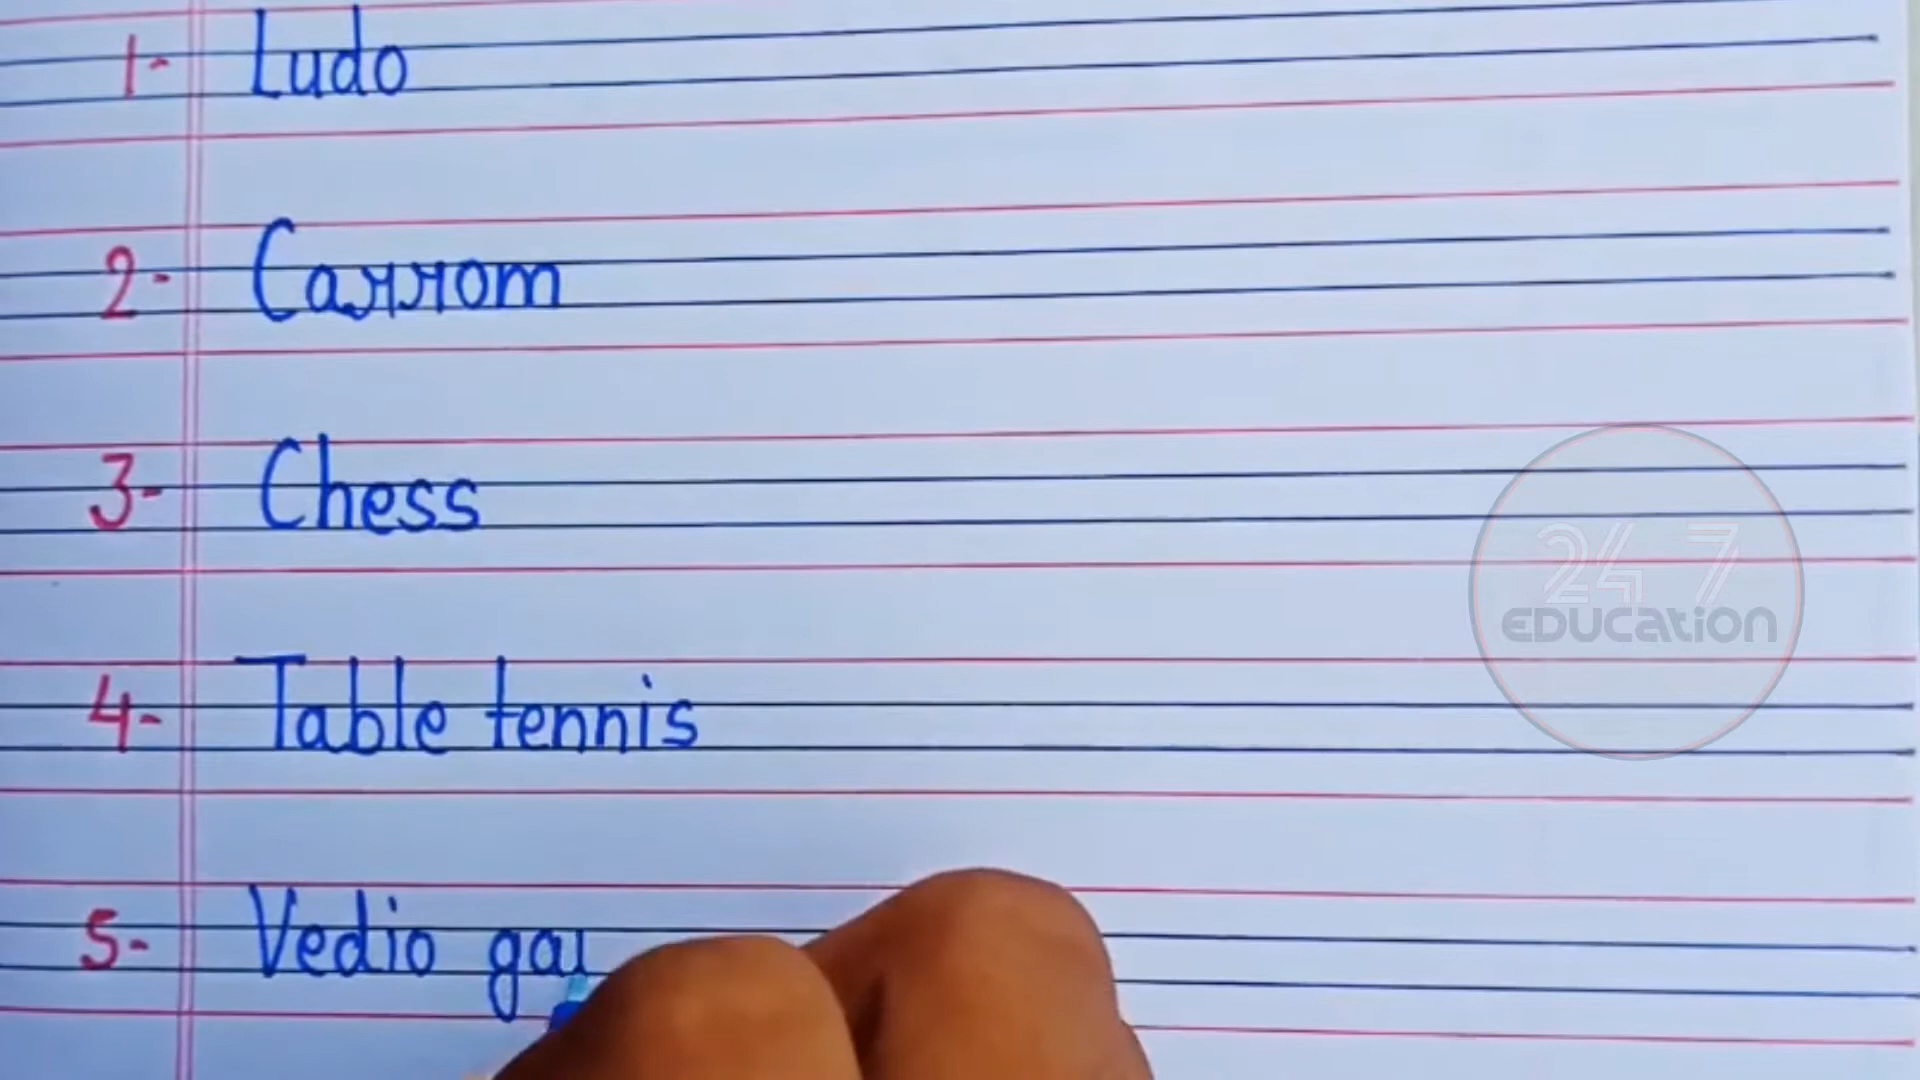 1- Ludo
2- Carrom
3- Chess
24 7
EDUCATION
4- Table tennis
5- Vedio ga